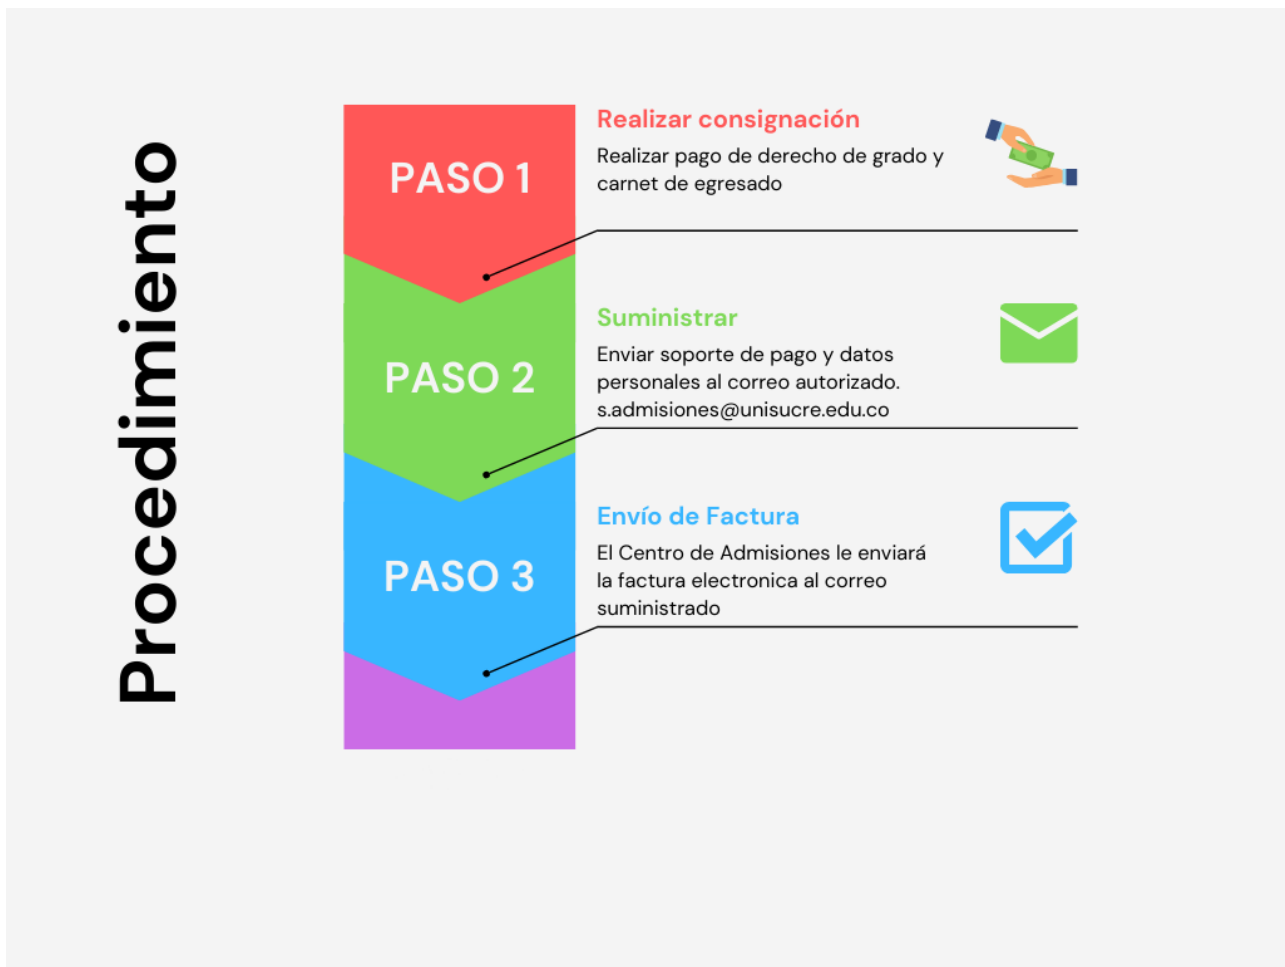 Procedimiento
PASO 1
Realizar consignación
Realizar pago de derecho de grado y
carnet de egresado
PASO 2
Suministrar
Enviar soporte de pago y datos
personales al correo autorizado.
s.admisiones@unisucre.edu.co
PASO 3
Envío de Factura
El Centro de Admisiones le enviará
la factura electronica al correo
suministrado